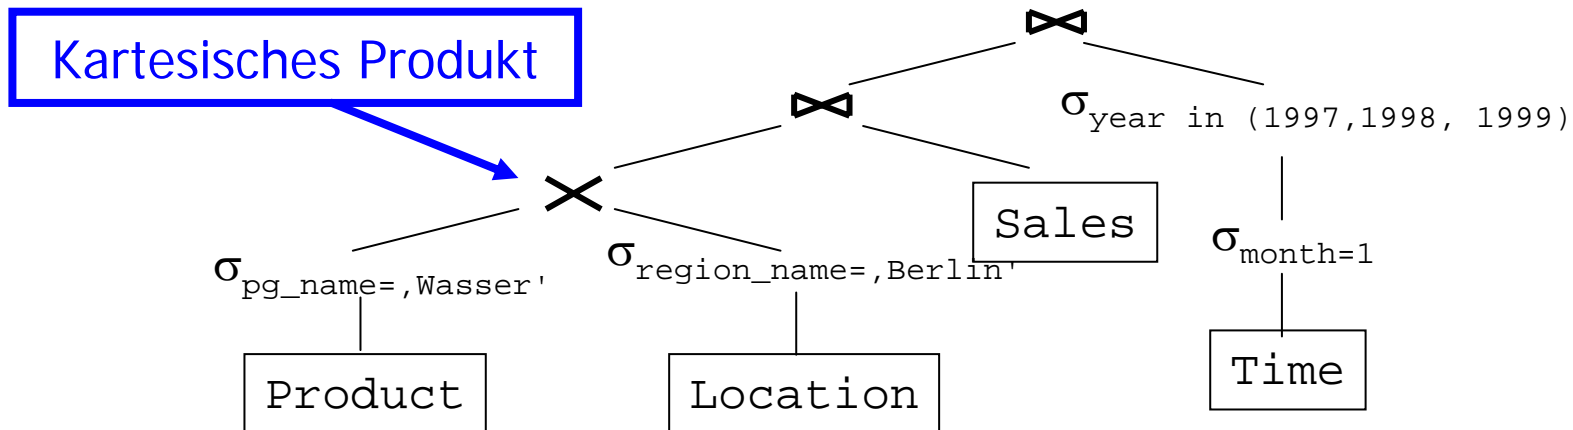 Kartesisches Produkt
σyear in (1997,1998, 1999)
Sales
σpg_name=‚Wasser'
σregion_name=‚Berlin'
σmonth=1
Product
Location
Time